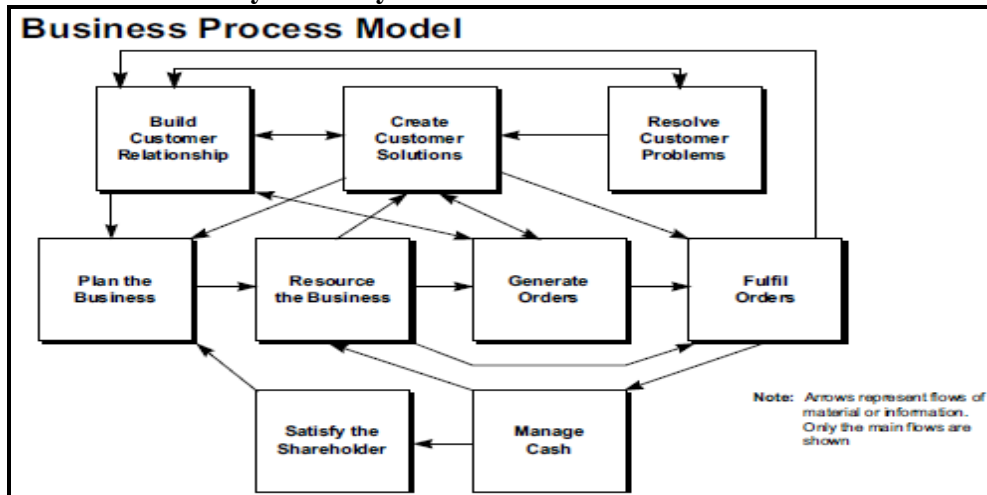 Business Process Model
Build
Customer
Relationship
Create
Customer
Solutions
Resolve
Customer
Problems
Plan the
Business
Resource
the Business
Generate
Orders
Fulfil
Orders
Satisfy the
Shareholder
Manage
Cash
Note: Arrows represent flows of
material or information.
Only the main flows are
shown